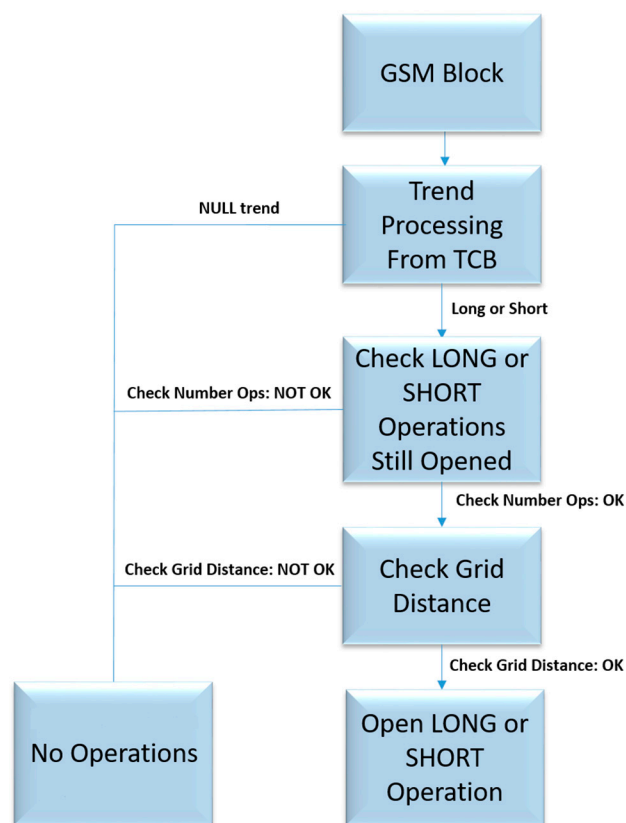 GSM Block
Trend
Processing
From TCB
NULL trend
Long or Short
Check LONG or
SHORT
Operations
Still Opened
Check Number Ops: NOT OK
Check Number Ops: OK
Check Grid
Distance
Check Grid Distance: NOT OK
Check Grid Distance: OK
No Operations
Open LONG or
SHORT
Operation